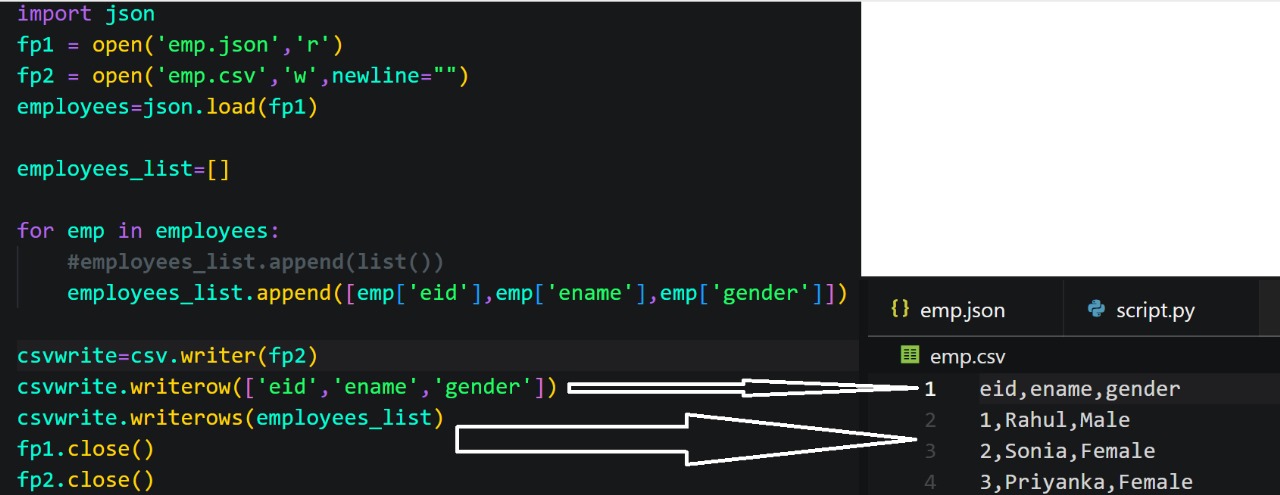 import json
fp1 = open('emp.json','r')
fp2 = open('emp.csv','w',newline="")
employees=json.load(fp1)
employees_list=[]
for emp in employees:
#employees_list.append(list())
employees_list.append([emp['eid'],emp['ename'],emp['gender']])
csvwrite=csv.writer(fp2)
csvwrite.writerow(['eid','ename','gender'])
csvwrite.writerows(employees_list)
fp1.close()
fp2.close()
{} emp.json script.py
emp.csv
1 eid,ename,gender
2 1,Rahul,Male
3 2,Sonia,Female
4 3,Priyanka,Female